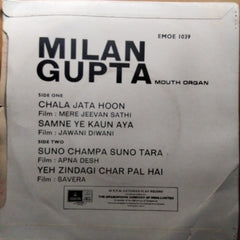 EMOE 1039
MILAN
GUPTA
MOUTH ORGAN
SIDE ONE
CHALA JATA HOON
Film : MERE JEEVAN SATHI
SAMNE YE KAUN AYA
Film : JAWANI DIWANI
SIDE TWO
SUNO CHAMPA SUNO TARA
Film : APNA DESH
YEH ZINDAGI CHAR PAL HAI
Film : SAVERA